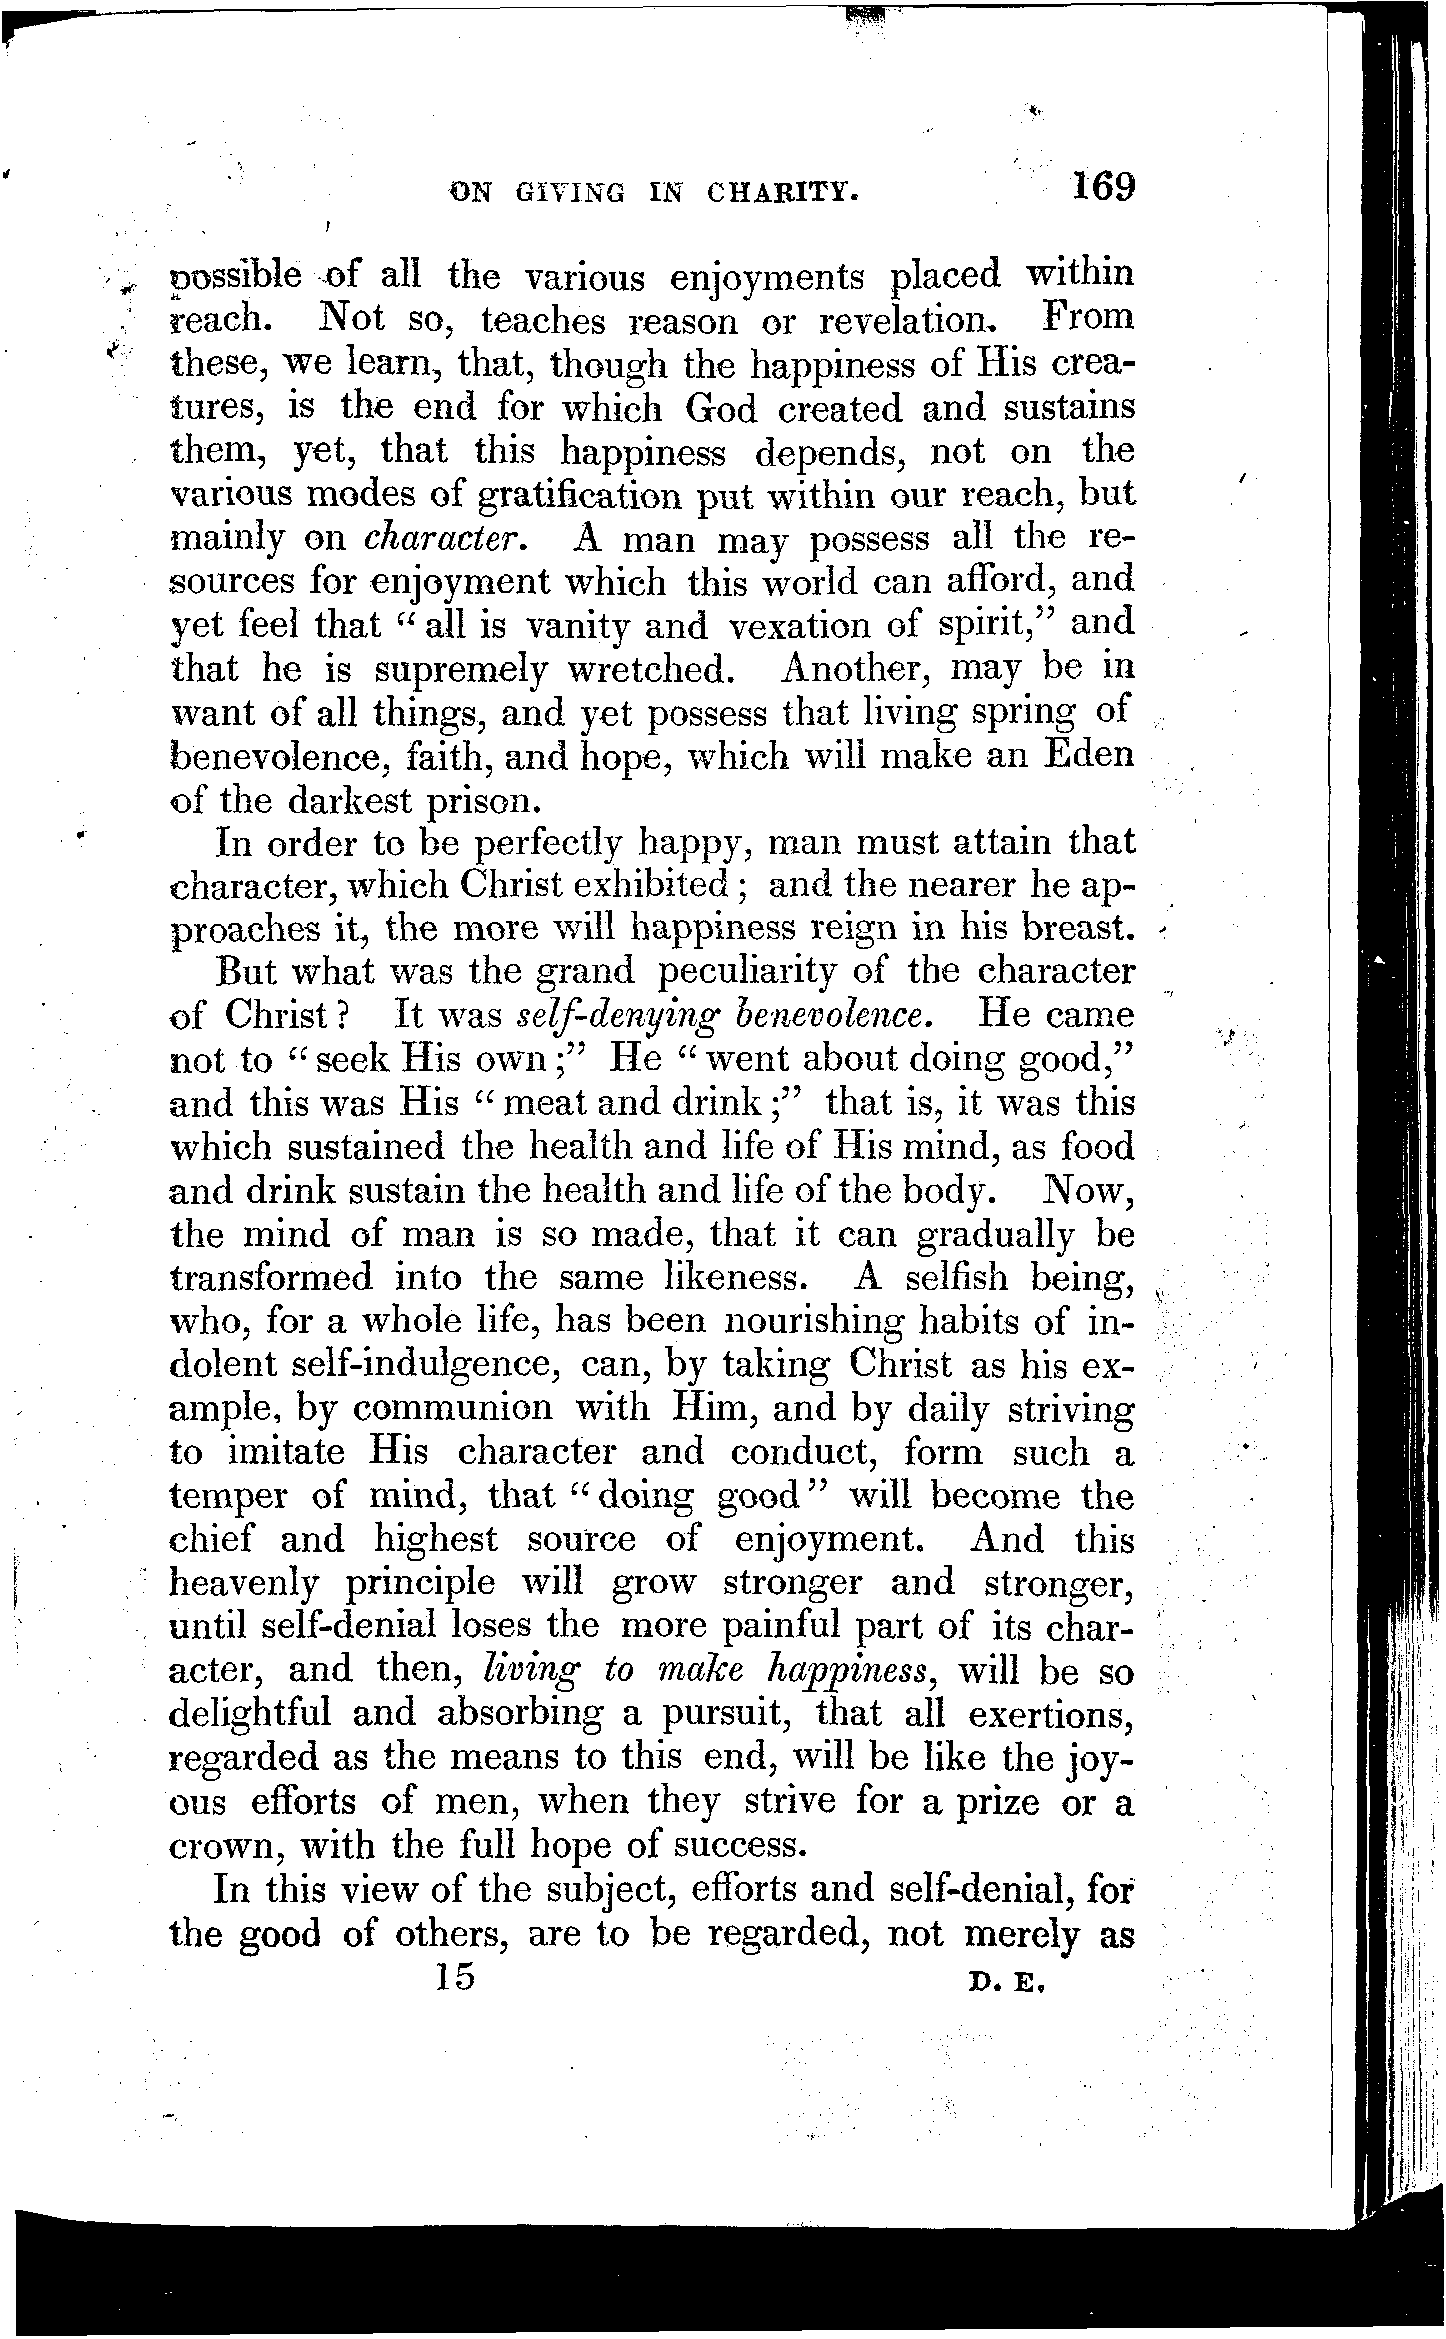 ON GIVING IN CHARITY. 169
possible of all the various enjoyments placed within
reach. Not so, teaches reason or revelation. From
these, we learn, that, though the happiness of His crea-
tures, is the end for which God created and sustains
them, yet, that this happiness depends, not on the
various modes of gratification put within our reach, but
mainly on character. A man may possess all the re-
sources for enjoyment which this world can afford, and
yet feel that “all is vanity and vexation of spirit,” and
that he is supremely wretched. Another, may be in
want of all things, and yet possess that living spring of
benevolence, faith, and hope, which will make an Eden
of the darkest prison.
In order to be perfectly happy, man must attain that
character, which Christ exhibited; and the nearer he ap-
proaches it, the more will happiness reign in his breast.
But what was the grand peculiarity of the character
of Christ? It was self-denying benevolence. He came
not to “seek His own;” He “went about doing good,”
and this was His “meat and drink;” that is, it was this
which sustained the health and life of His mind, as food
and drink sustain the health and life of the body. Now,
the mind of man is so made, that it can gradually be
transformed into the same likeness. A selfish being,
who, for a whole life, has been nourishing habits of in-
dolent self-indulgence, can, by taking Christ as his ex-
ample, by communion with Him, and by daily striving
to imitate His character and conduct, form such a
temper of mind, that “doing good” will become the
chief and highest source of enjoyment. And this
heavenly principle will grow stronger and stronger,
until self-denial loses the more painful part of its char-
acter, and then, living to make happiness, will be so
delightful and absorbing a pursuit, that all exertions,
regarded as the means to this end, will be like the joy-
ous efforts of men, when they strive for a prize or a
crown, with the full hope of success.
In this view of the subject, efforts and self-denial, for
the good of others, are to be regarded, not merely as
15 D. E.